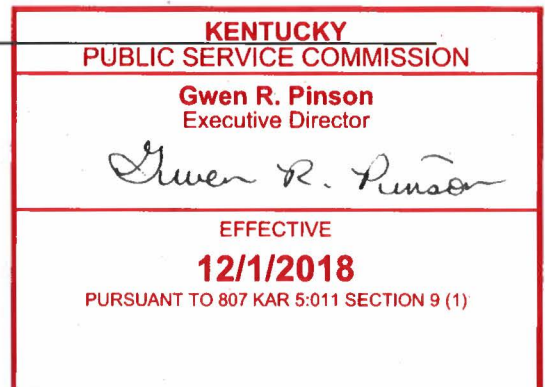 KENTUCKY
PUBLIC SERVICE COMMISSION
Gwen R. Pinson
Executive Director
Gwen R. Pinson
EFFECTIVE
12/1/2018
PURSUANT TO 807 KAR 5:011 SECTION 9 (1)